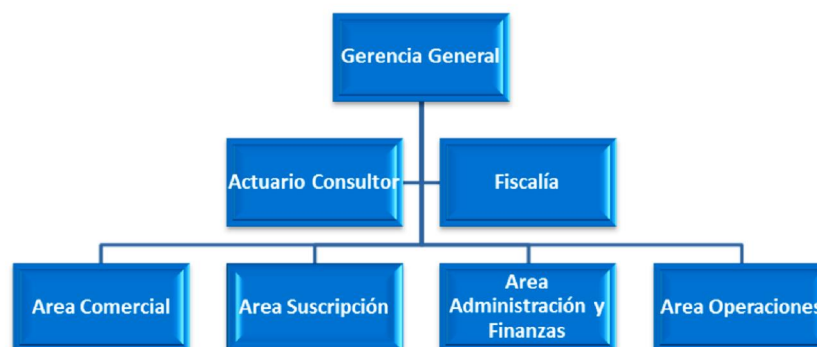 Gerencia General
Actuario Consultor
Fiscalía
Area Comercial
Area Suscripción
Area
Administración y
Finanzas
Area Operaciones